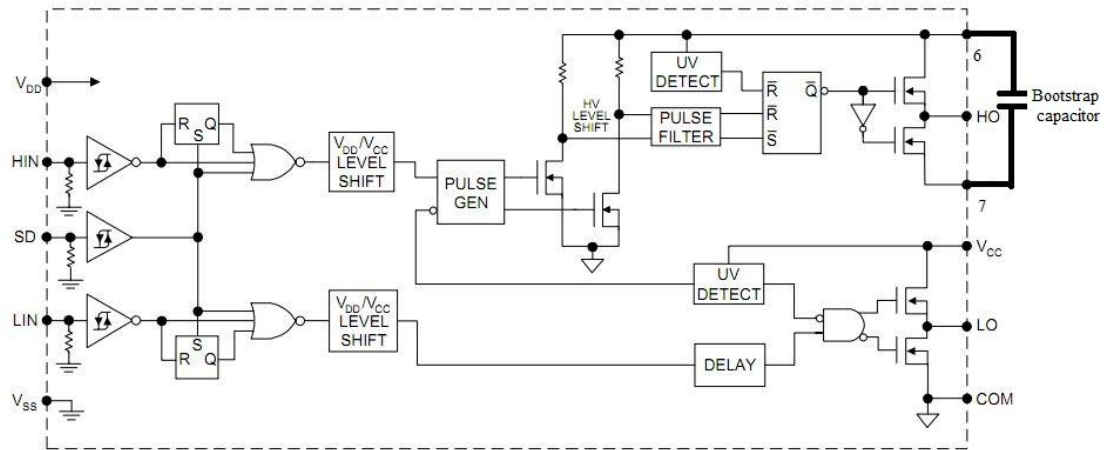 6
UV
DETECT
R̅ Q̅
R̅
S̅
HV
LEVEL
SHIFT
PULSE
FILTER
Bootstrap
capacitor
HO
7
V_DD
R Q
S
HIN
V_DD/V_CC
LEVEL
SHIFT
PULSE
GEN
SD
V_CC
UV
DETECT
LIN
S
R Q
V_DD/V_CC
LEVEL
SHIFT
DELAY
LO
V_SS
COM